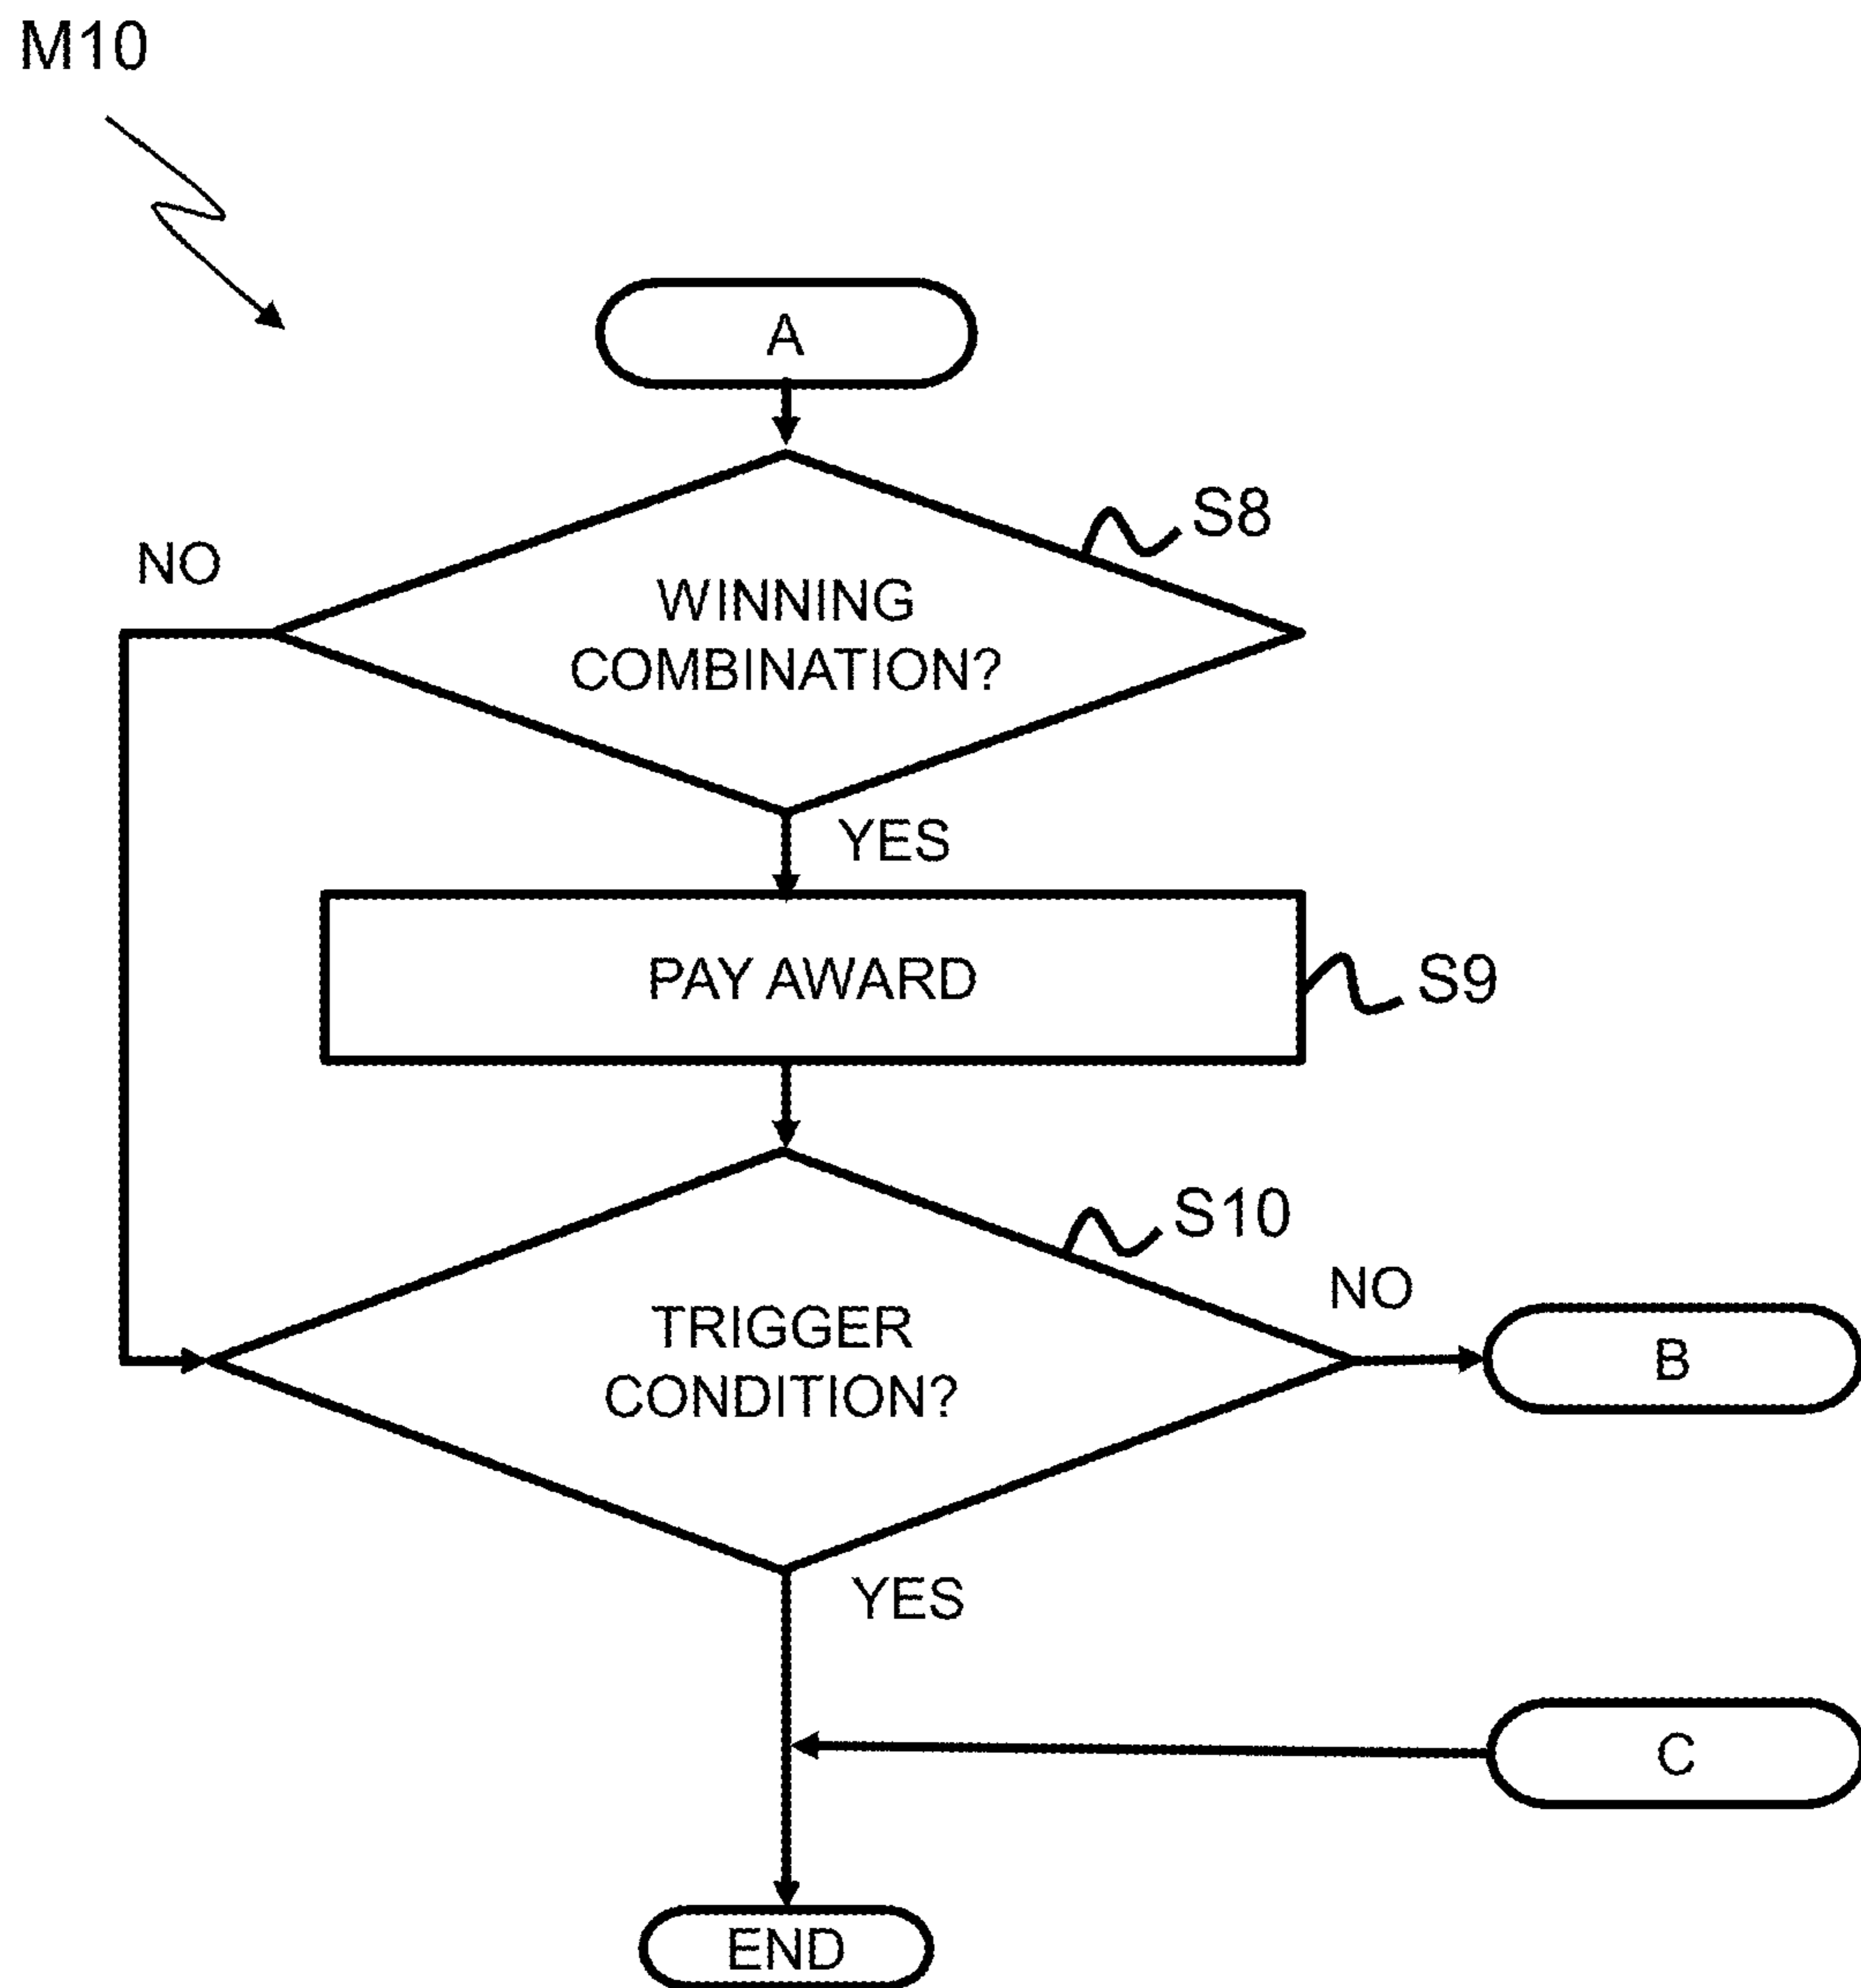 M10
A
S8
NO
WINNING
COMBINATION?
YES
PAY AWARD
S9
S10
NO
TRIGGER
CONDITION?
B
YES
C
END